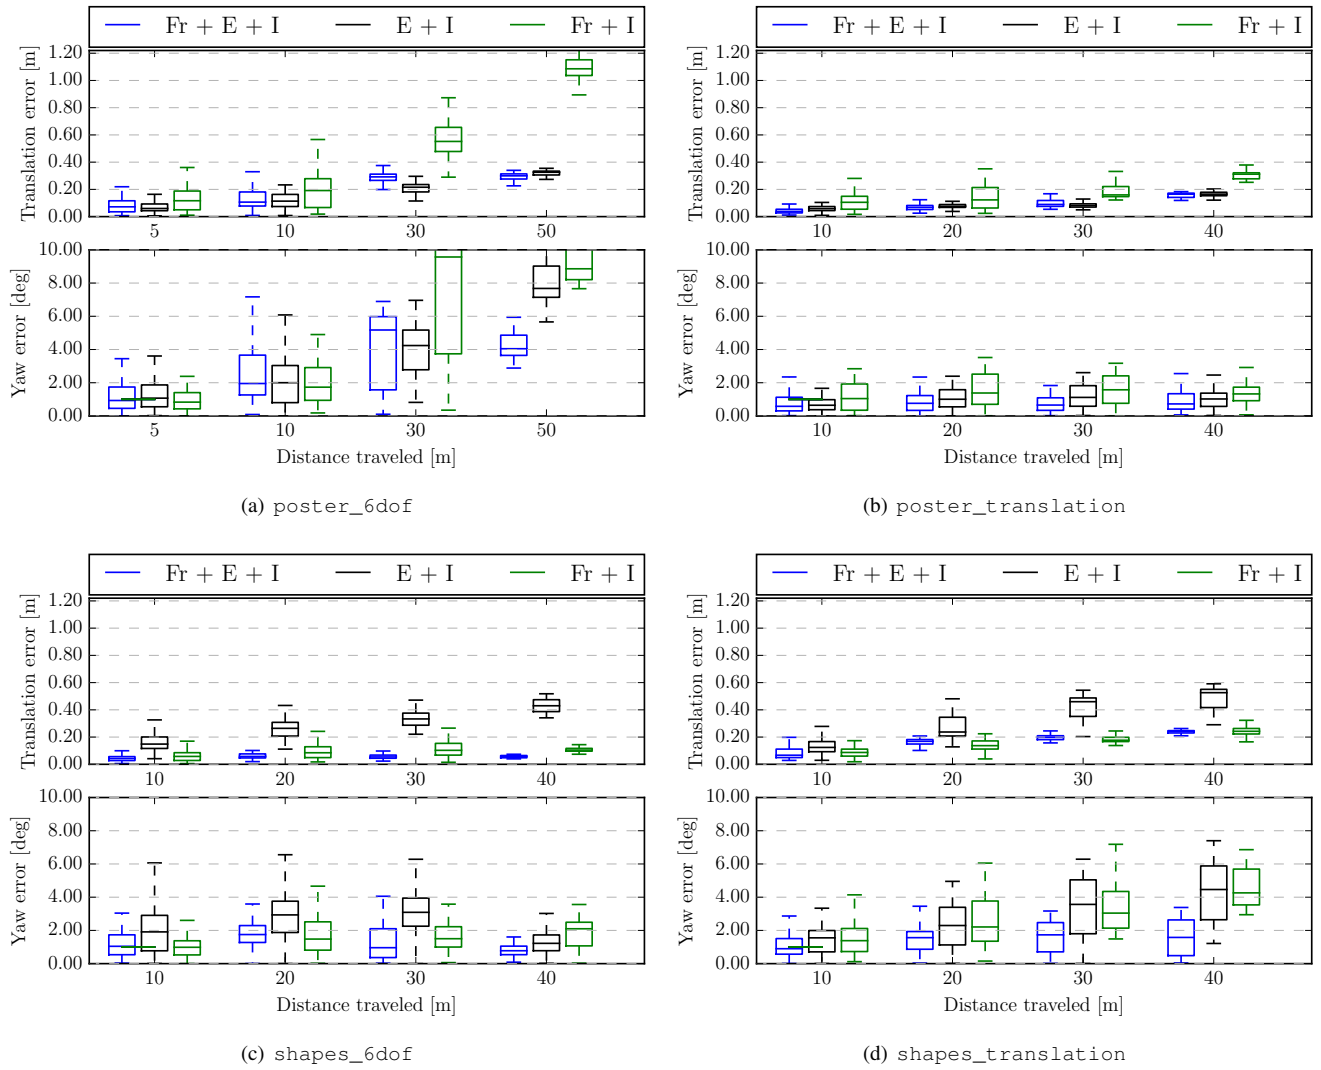 Fr + E + I E + I Fr + I
Translation error [m]
1.20
1.00
0.80
0.60
0.40
0.20
0.00
5 10 30 50
Yaw error [deg]
10.00
8.00
6.00
4.00
2.00
0.00
5 10 30 50
Distance traveled [m]
(a) poster_6dof
Fr + E + I E + I Fr + I
Translation error [m]
1.20
1.00
0.80
0.60
0.40
0.20
0.00
10 20 30 40
Yaw error [deg]
10.00
8.00
6.00
4.00
2.00
0.00
10 20 30 40
Distance traveled [m]
(b) poster_translation
Fr + E + I E + I Fr + I
Translation error [m]
1.20
1.00
0.80
0.60
0.40
0.20
0.00
10 20 30 40
Yaw error [deg]
10.00
8.00
6.00
4.00
2.00
0.00
10 20 30 40
Distance traveled [m]
(c) shapes_6dof
Fr + E + I E + I Fr + I
Translation error [m]
1.20
1.00
0.80
0.60
0.40
0.20
0.00
10 20 30 40
Yaw error [deg]
10.00
8.00
6.00
4.00
2.00
0.00
10 20 30 40
Distance traveled [m]
(d) shapes_translation